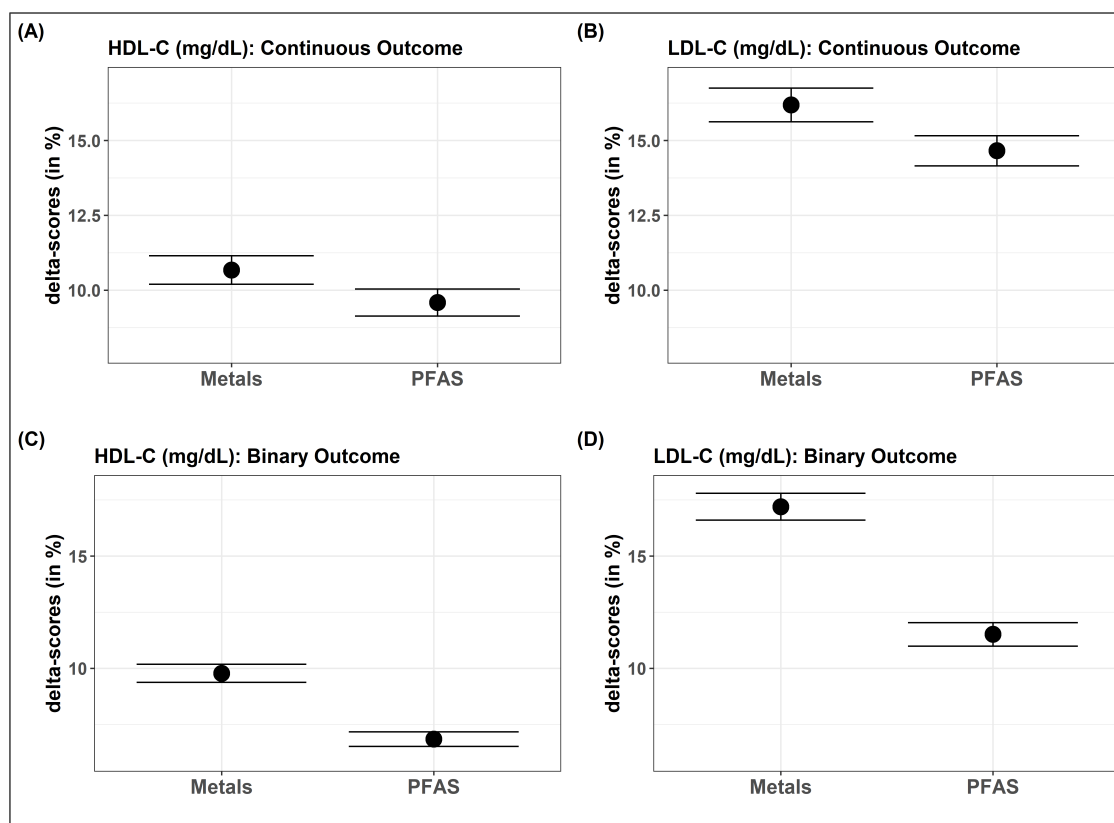 (A)
HDL-C (mg/dL): Continuous Outcome
delta-scores (in %)
15.0
12.5
10.0
Metals PFAS
(B)
LDL-C (mg/dL): Continuous Outcome
delta-scores (in %)
15.0
12.5
10.0
Metals PFAS
(C)
HDL-C (mg/dL): Binary Outcome
delta-scores (in %)
15
10
Metals PFAS
(D)
LDL-C (mg/dL): Binary Outcome
delta-scores (in %)
15
10
Metals PFAS